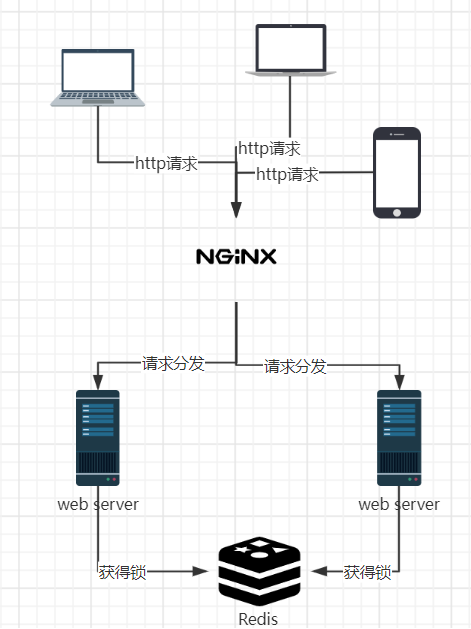 http请求
http请求
http请求
NGINX
请求分发
请求分发
web server
web server
获得锁
获得锁
Redis